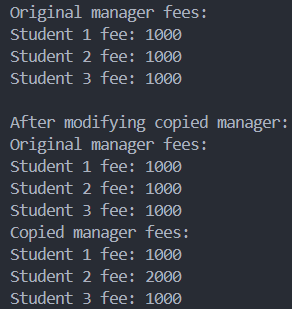 Original manager fees:
Student 1 fee: 1000
Student 2 fee: 1000
Student 3 fee: 1000
After modifying copied manager:
Original manager fees:
Student 1 fee: 1000
Student 2 fee: 1000
Student 3 fee: 1000
Copied manager fees:
Student 1 fee: 1000
Student 2 fee: 2000
Student 3 fee: 1000